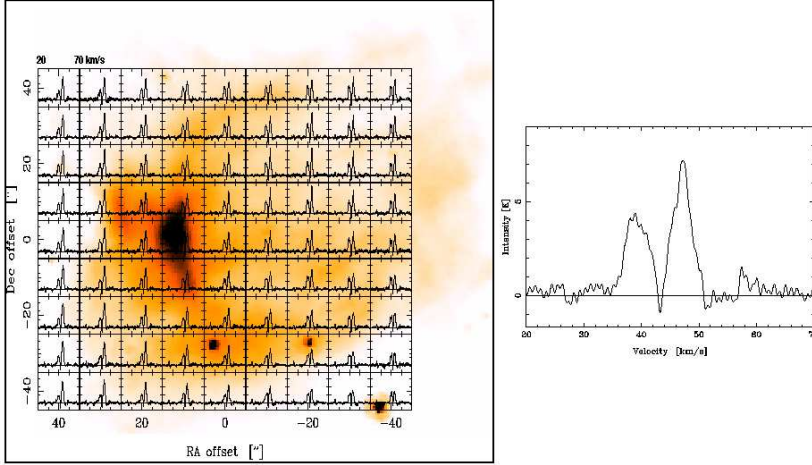 20 70 km/s
40
20
0
−20
−40
Dec offset ["]
40 20 0 −20 −40
RA offset ["]
5
0
Intensity [K]
20 30 40 50 60 7
Velocity [km/s]